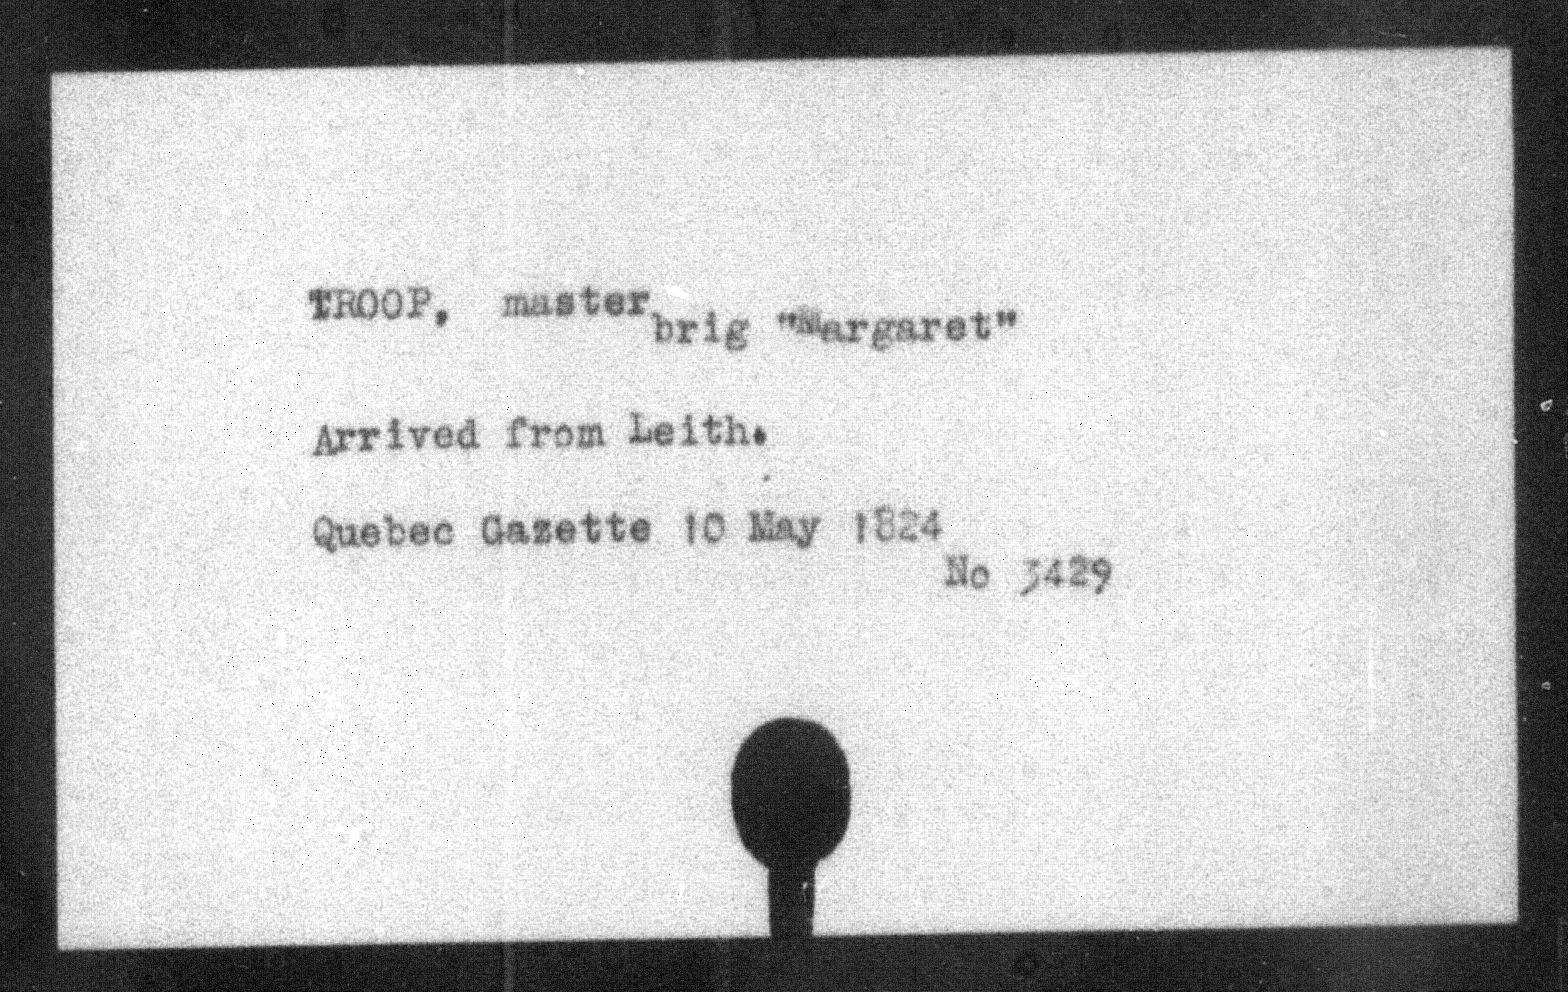 TROOP, master
brig "Margaret"
Arrived from Leith.
Quebec Gazette 10 May 1824
No 3429